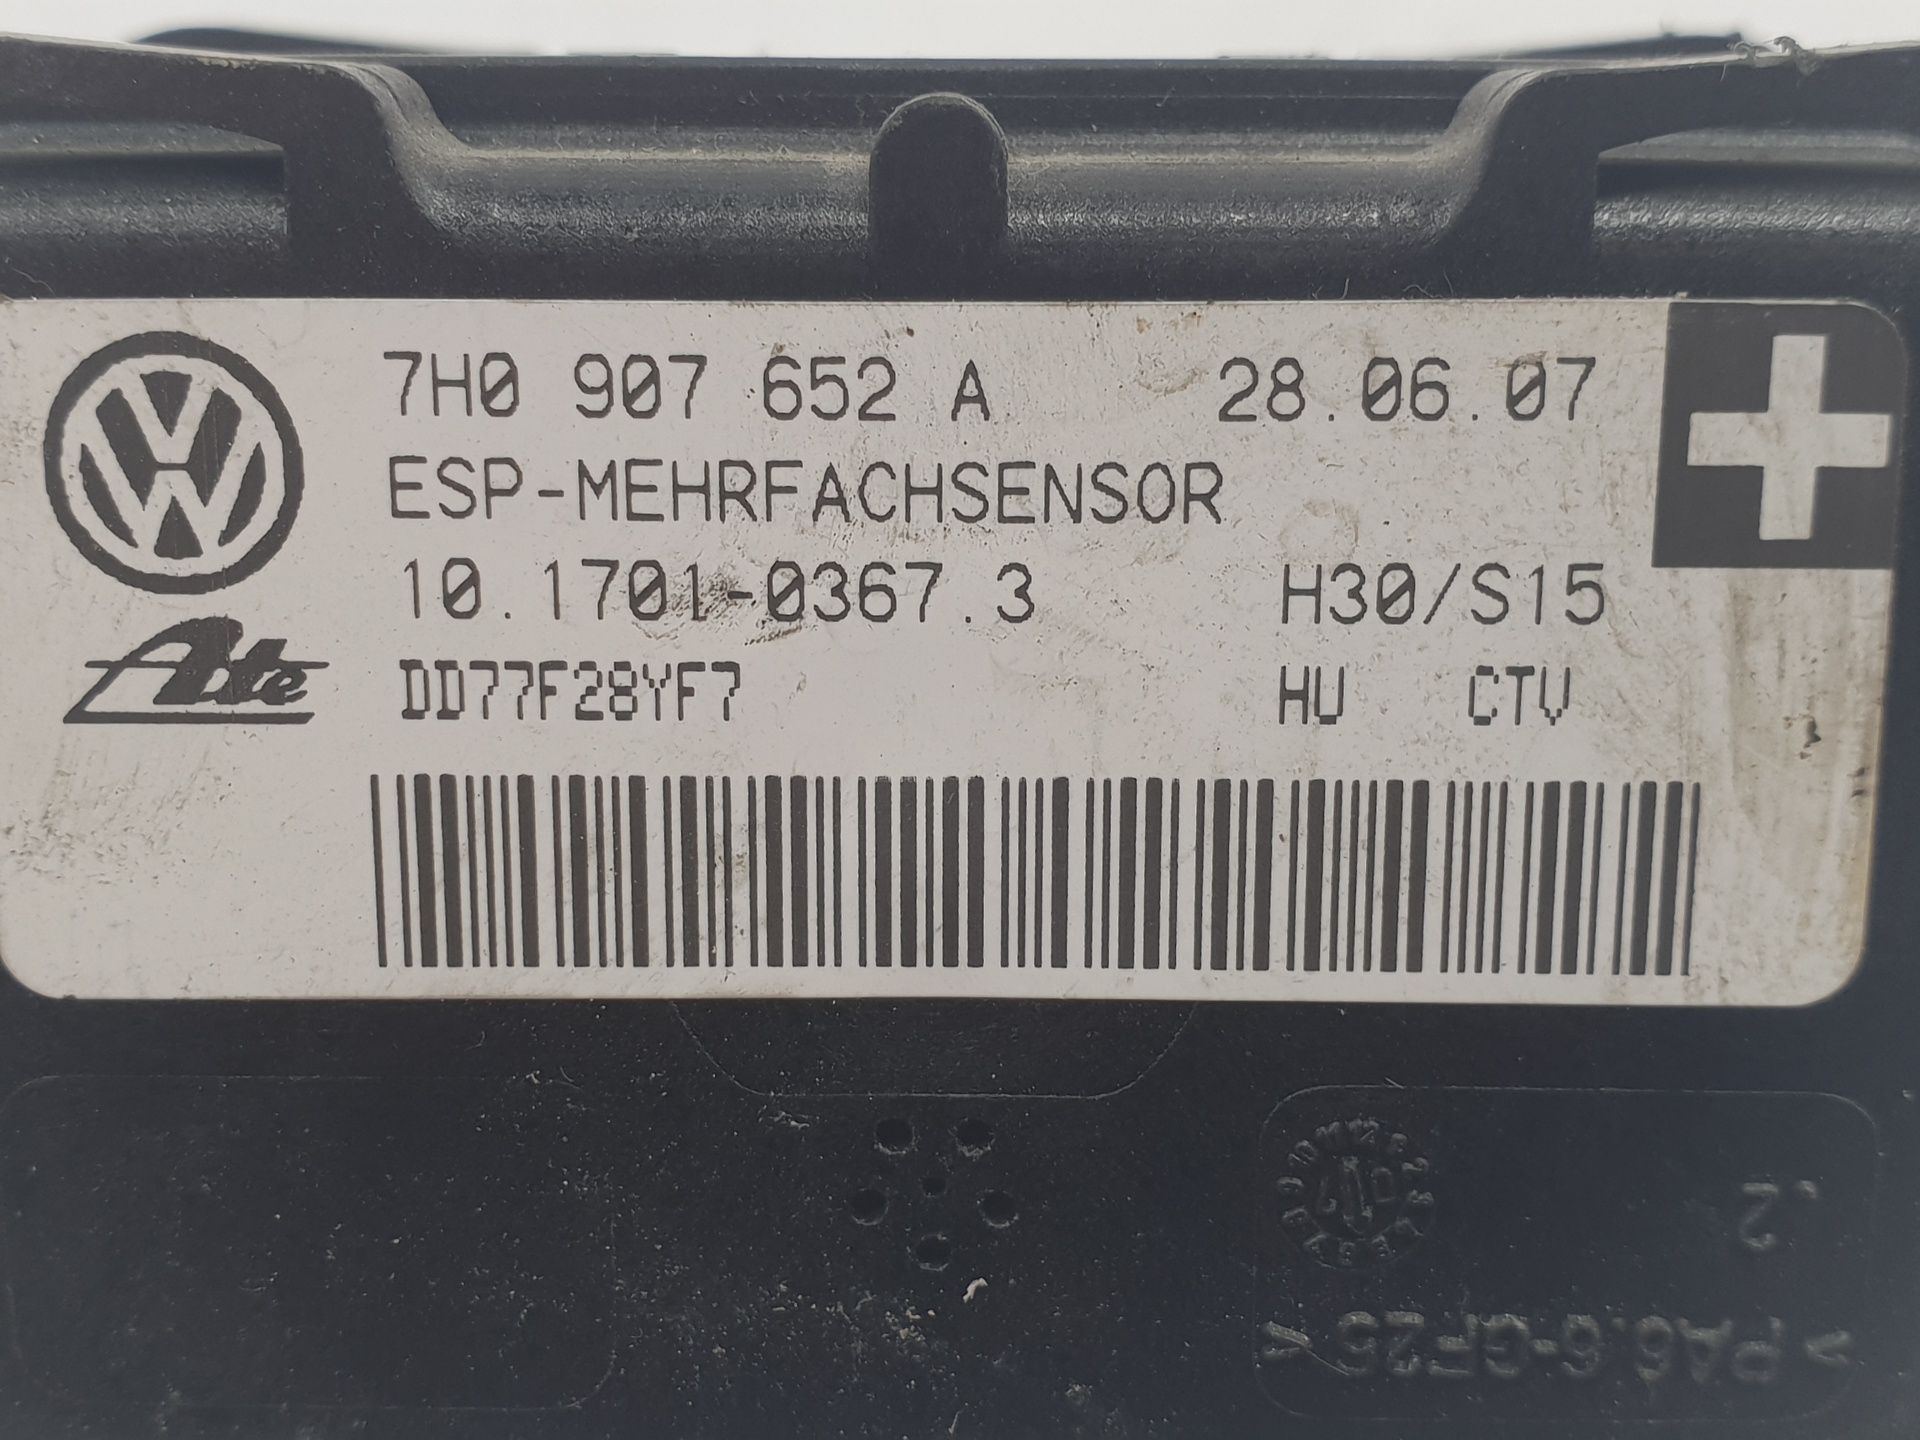 7H0 907 652 A 28.06.07
ESP-MEHRFACHSENSOR
10.1701-0367.3 H30/S15
Ate DD77F28YF7 HU CTV
.2
>PA6.6-GF25<